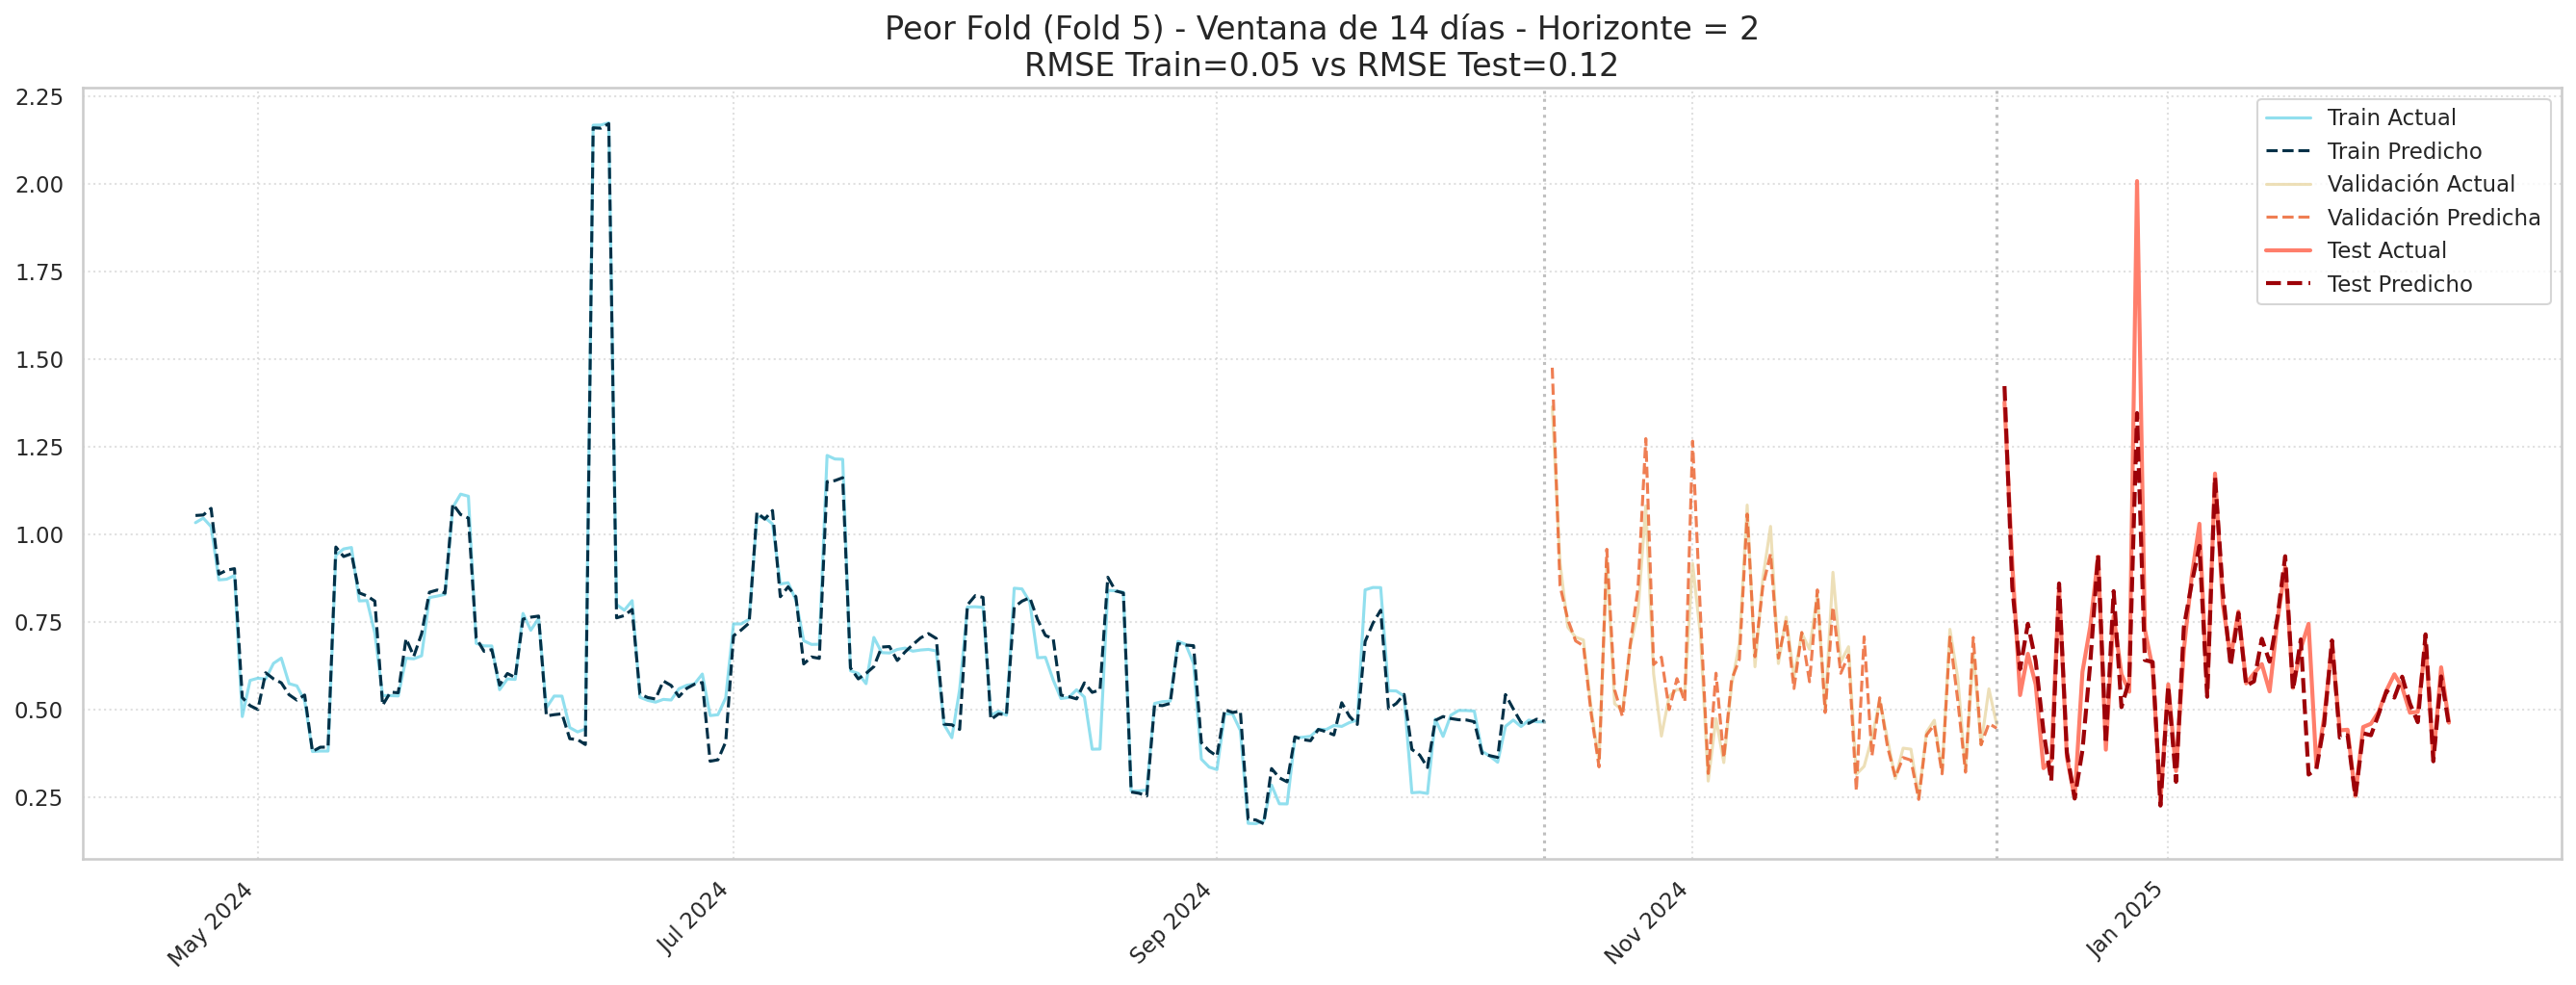 Peor Fold (Fold 5) - Ventana de 14 días - Horizonte = 2
RMSE Train=0.05 vs RMSE Test=0.12
2.25
2.00
1.75
1.50
1.25
1.00
0.75
0.50
0.25
Train Actual
Train Predicho
Validación Actual
Validación Predicha
Test Actual
Test Predicho
May 2024
Jul 2024
Sep 2024
Nov 2024
Jan 2025